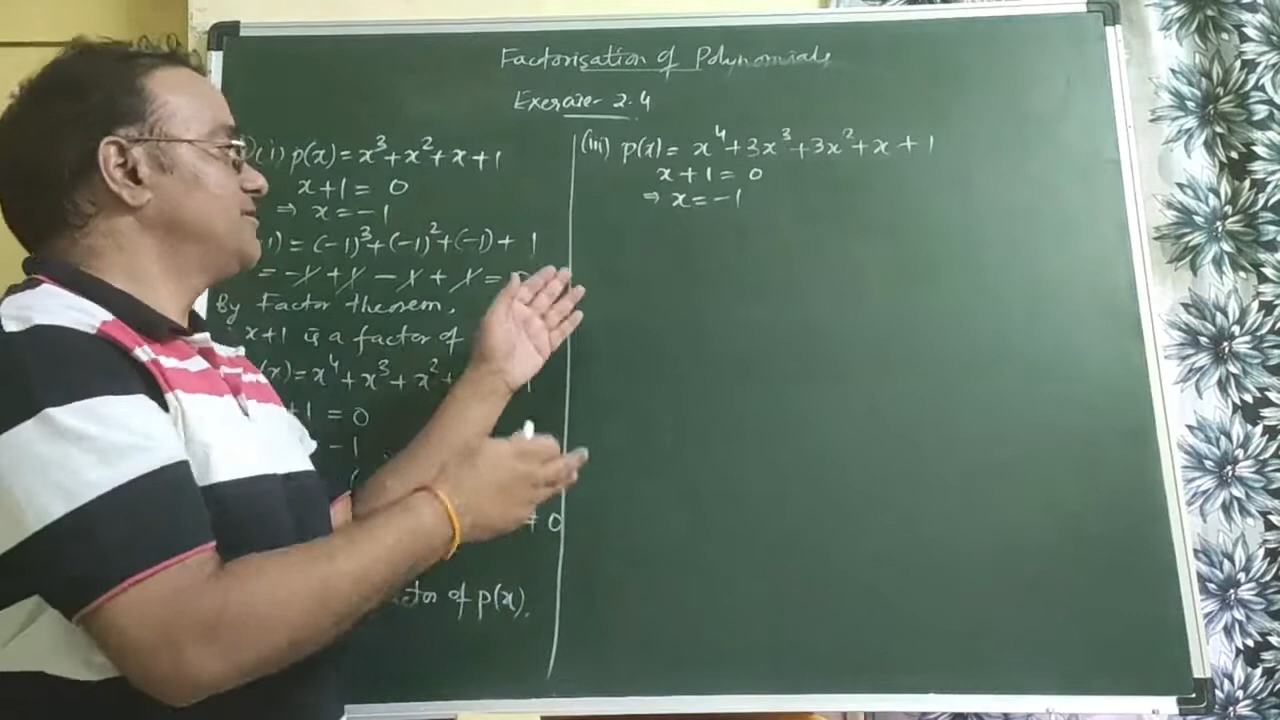 Factorisation of Polynomials
Exercise- 2.4
(i) p(x) = x³+x²+x+1
x+1 = 0
⇒ x = -1
1) = (-1)³+(-1)²+(-1)+ 1
= -1 + 1 - 1 + 1 =
By Factor theorem,
x+1 is a factor of
(x) = x⁴+x³+x²+
+1 = 0
-1
≠ 0
of p(x).
(iii) p(x) = x⁴+3x³+3x²+x+1
x+1 = 0
⇒ x = -1